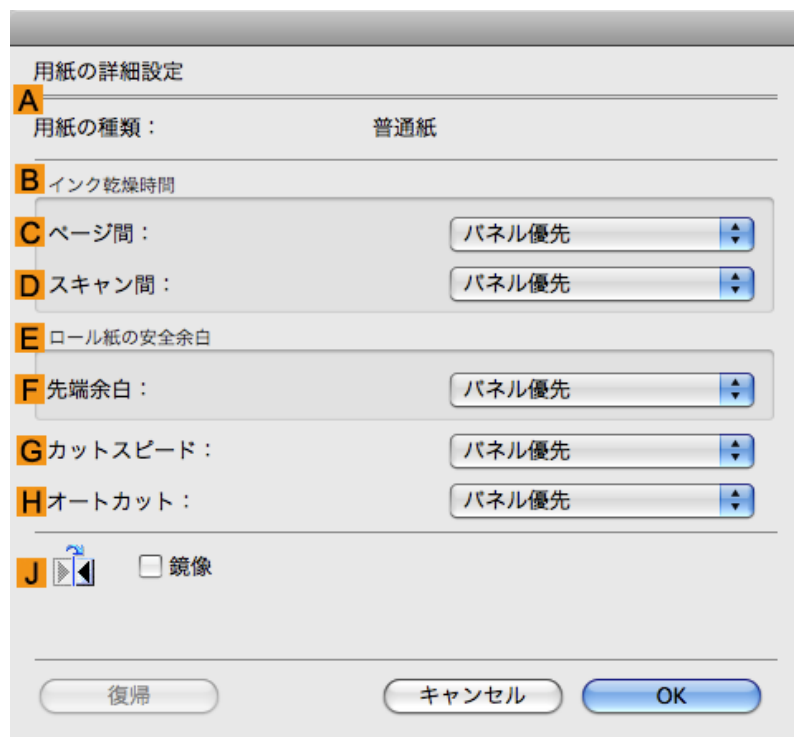 用紙の詳細設定
A
用紙の種類： 普通紙
B インク乾燥時間
C ページ間： パネル優先
D スキャン間： パネル優先
E ロール紙の安全余白
F 先端余白： パネル優先
G カットスピード： パネル優先
H オートカット： パネル優先
J 鏡像
復帰 キャンセル OK